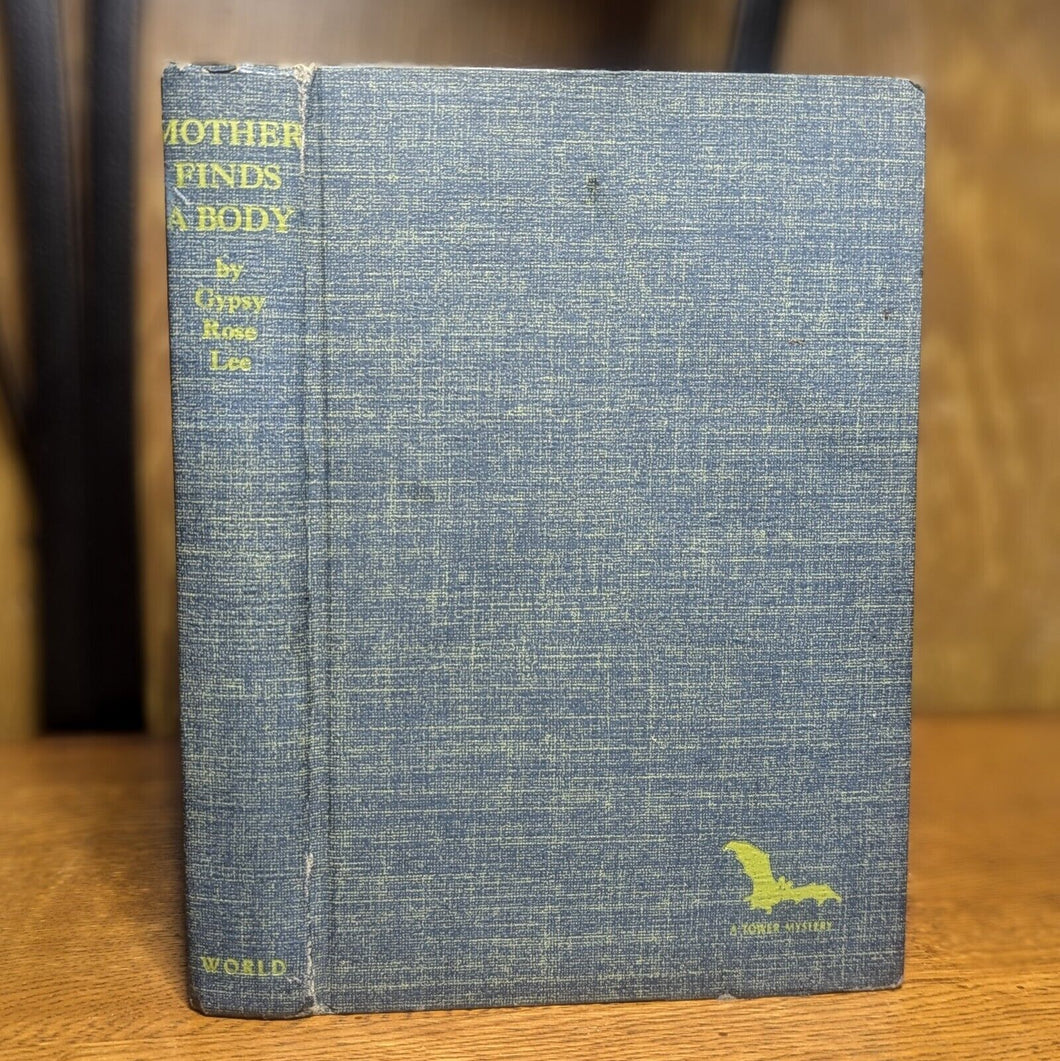 MOTHER
FINDS
A BODY
by
Gypsy
Rose
Lee
WORLD
A TOWER MYSTERY